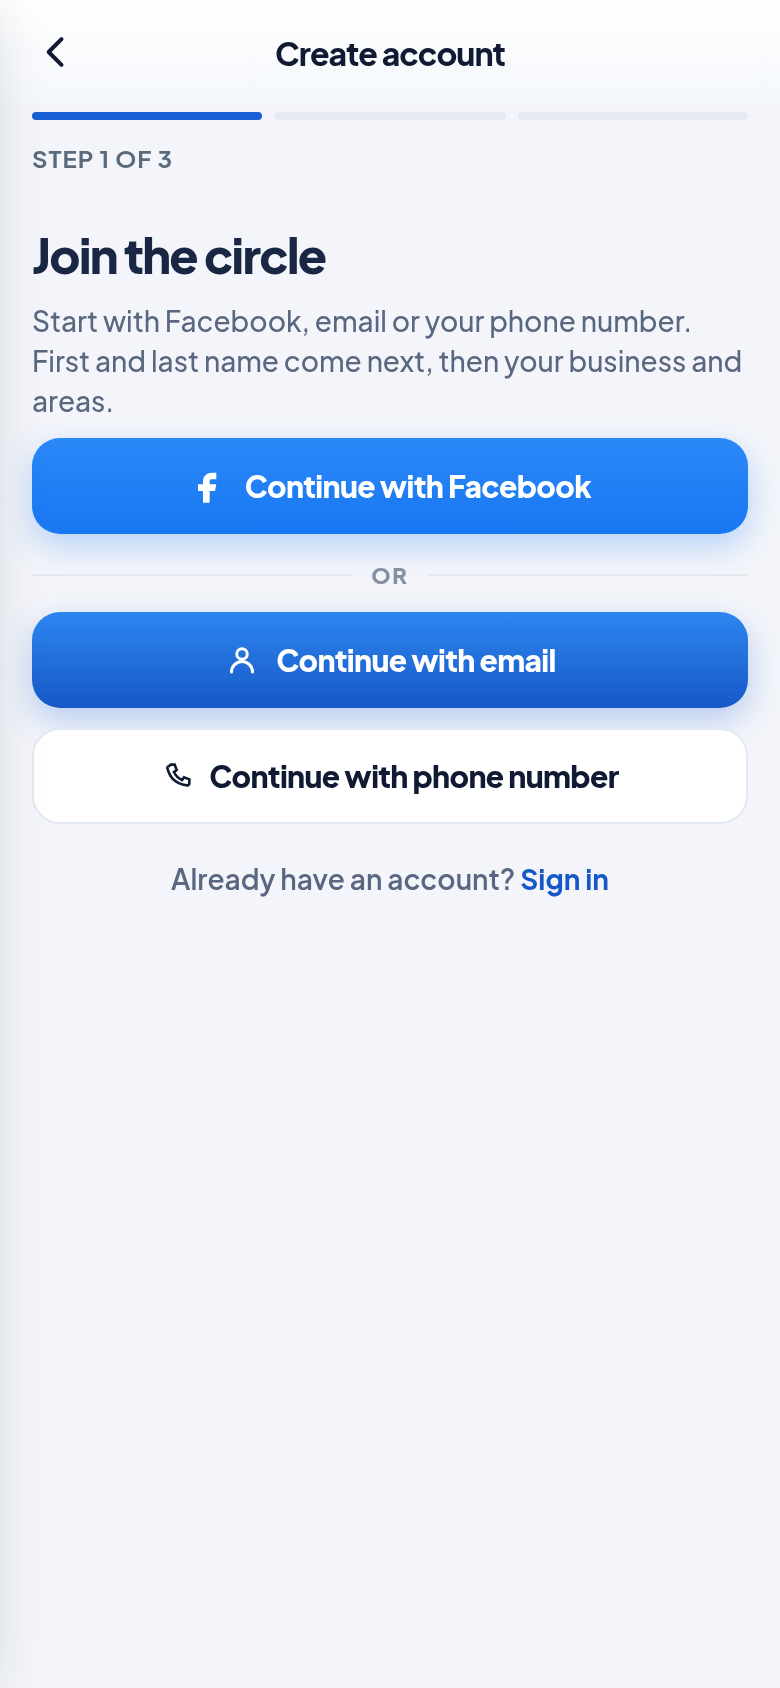 Create account
STEP 1 OF 3
Join the circle
Start with Facebook, email or your phone number.
First and last name come next, then your business and
areas.
Continue with Facebook
OR
Continue with email
Continue with phone number
Already have an account? Sign in